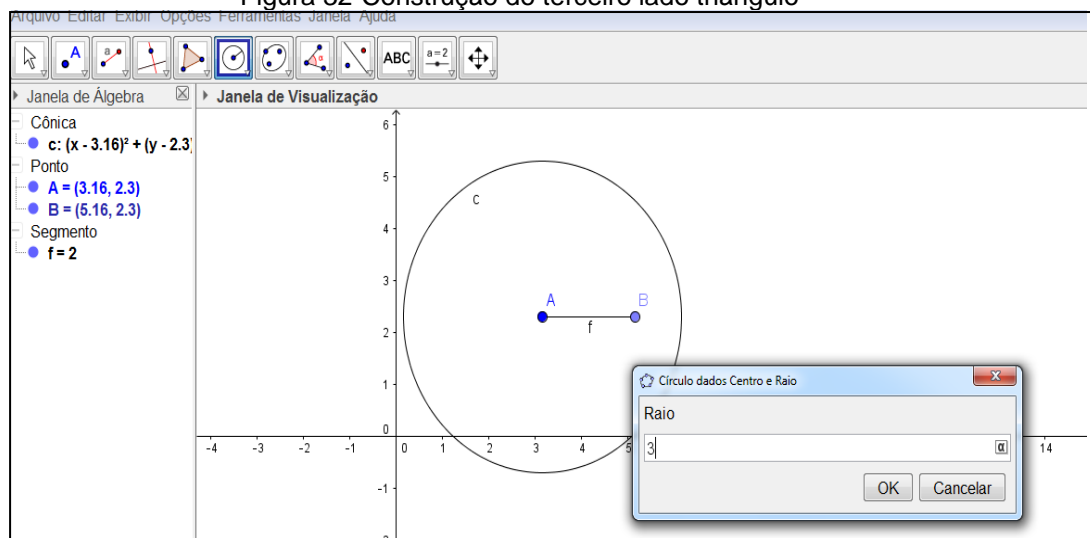 Figura 32 Construção do terceiro lado triângulo
Arquivo Editar Exibir Opções Ferramentas Janela Ajuda
A a α ABC a=2
Janela de Álgebra
Janela de Visualização
Cônica
c: (x - 3.16)² + (y - 2.3)
Ponto
A = (3.16, 2.3)
B = (5.16, 2.3)
Segmento
f = 2
6
5
c
4
3
A B
f
2
1
0
-4 -3 -2 -1 0 1 2 3 4 5 14
-1
Círculo dados Centro e Raio
Raio
3 α
OK Cancelar